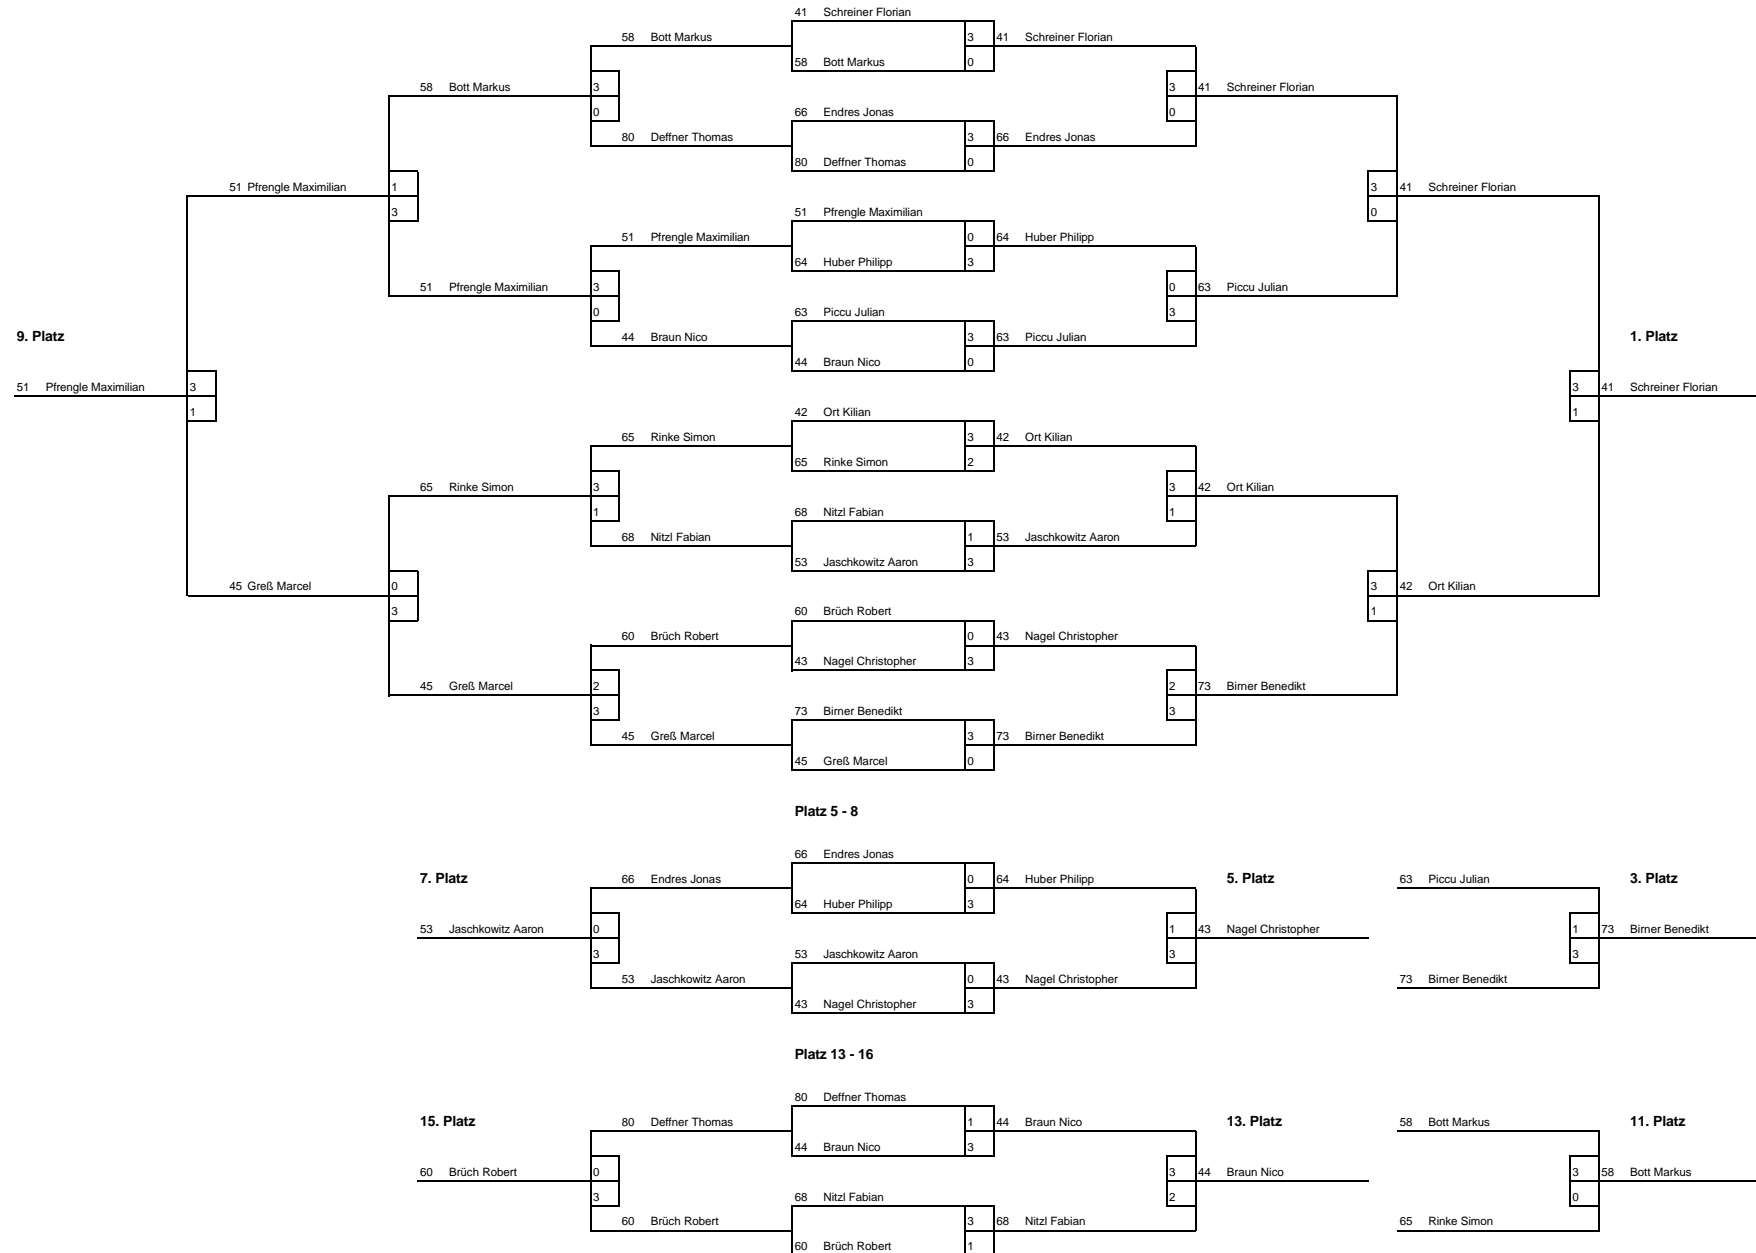 41 Schreiner Florian
58 Bott Markus 3 41 Schreiner Florian
58 Bott Markus 0
58 Bott Markus 3 3 41 Schreiner Florian
0 66 Endres Jonas 0
80 Deffner Thomas 3 66 Endres Jonas
80 Deffner Thomas 0
51 Pfrengle Maximilian 1 3 41 Schreiner Florian
3 51 Pfrengle Maximilian 0
51 Pfrengle Maximilian 0 64 Huber Philipp
64 Huber Philipp 3
51 Pfrengle Maximilian 3 0 63 Piccu Julian
0 63 Piccu Julian 3
9. Platz 44 Braun Nico 3 63 Piccu Julian 1. Platz
44 Braun Nico 0
51 Pfrengle Maximilian 3 3 41 Schreiner Florian
1 42 Ort Kilian 1
65 Rinke Simon 3 42 Ort Kilian
65 Rinke Simon 2
65 Rinke Simon 3 3 42 Ort Kilian
1 68 Nitzl Fabian 1
68 Nitzl Fabian 1 53 Jaschkowitz Aaron
53 Jaschkowitz Aaron 3
45 Greß Marcel 0 3 42 Ort Kilian
3 60 Brüch Robert 1
60 Brüch Robert 0 43 Nagel Christopher
43 Nagel Christopher 3
45 Greß Marcel 2 2 73 Birner Benedikt
3 73 Birner Benedikt 3
45 Greß Marcel 3 73 Birner Benedikt
45 Greß Marcel 0
Platz 5 - 8
66 Endres Jonas
7. Platz 66 Endres Jonas 0 64 Huber Philipp 5. Platz 63 Piccu Julian 3. Platz
64 Huber Philipp 3
53 Jaschkowitz Aaron 0 1 43 Nagel Christopher 1 73 Birner Benedikt
3 53 Jaschkowitz Aaron 3 3
53 Jaschkowitz Aaron 0 43 Nagel Christopher 73 Birner Benedikt
43 Nagel Christopher 3
Platz 13 - 16
80 Deffner Thomas
15. Platz 80 Deffner Thomas 1 44 Braun Nico 13. Platz 58 Bott Markus 11. Platz
44 Braun Nico 3
60 Brüch Robert 0 3 44 Braun Nico 3 58 Bott Markus
3 68 Nitzl Fabian 2 0
60 Brüch Robert 3 68 Nitzl Fabian 65 Rinke Simon
60 Brüch Robert 1